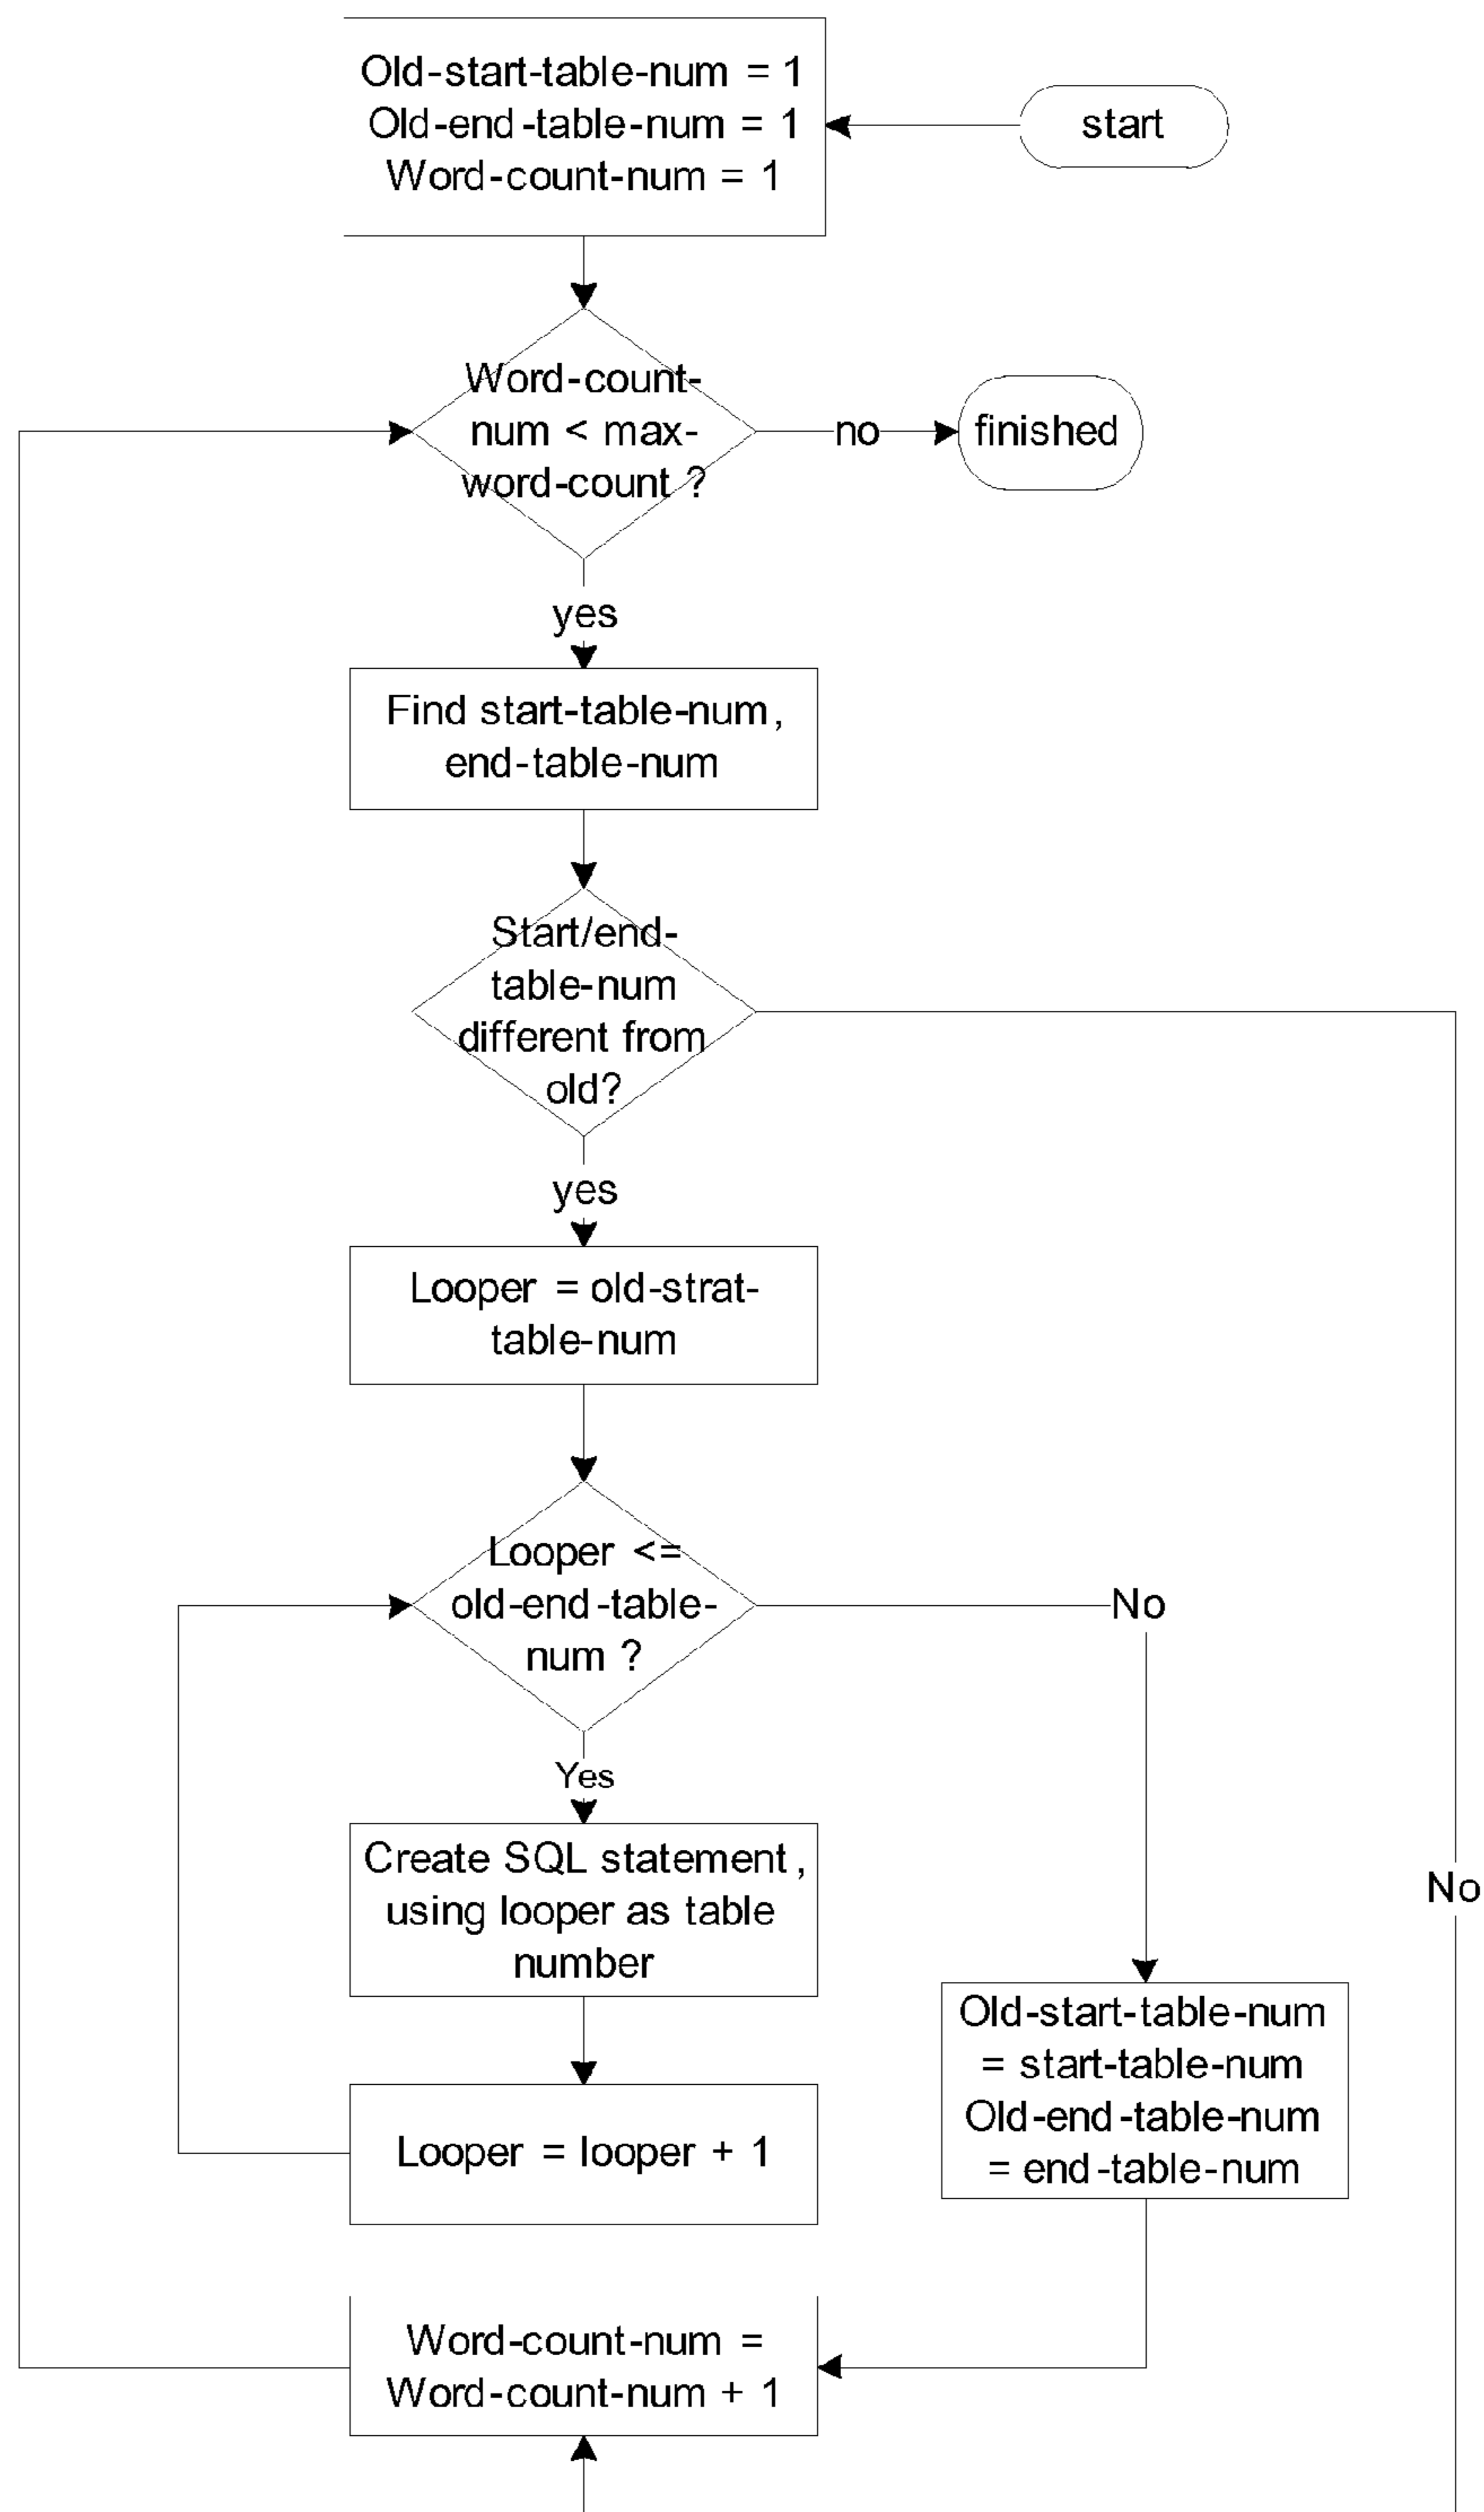 Old-start-table-num = 1
Old-end-table-num = 1
Word-count-num = 1
start
Word-count-
num < max-
word-count ?
no
finished
yes
Find start-table-num,
end-table-num
Start/end-
table-num
different from
old?
yes
Looper = old-strat-
table-num
Looper <=
old-end-table-
num ?
No
Yes
Create SQL statement,
using looper as table
number
No
Old-start-table-num
= start-table-num
Old-end-table-num
= end-table-num
Looper = looper + 1
Word-count-num =
Word-count-num + 1